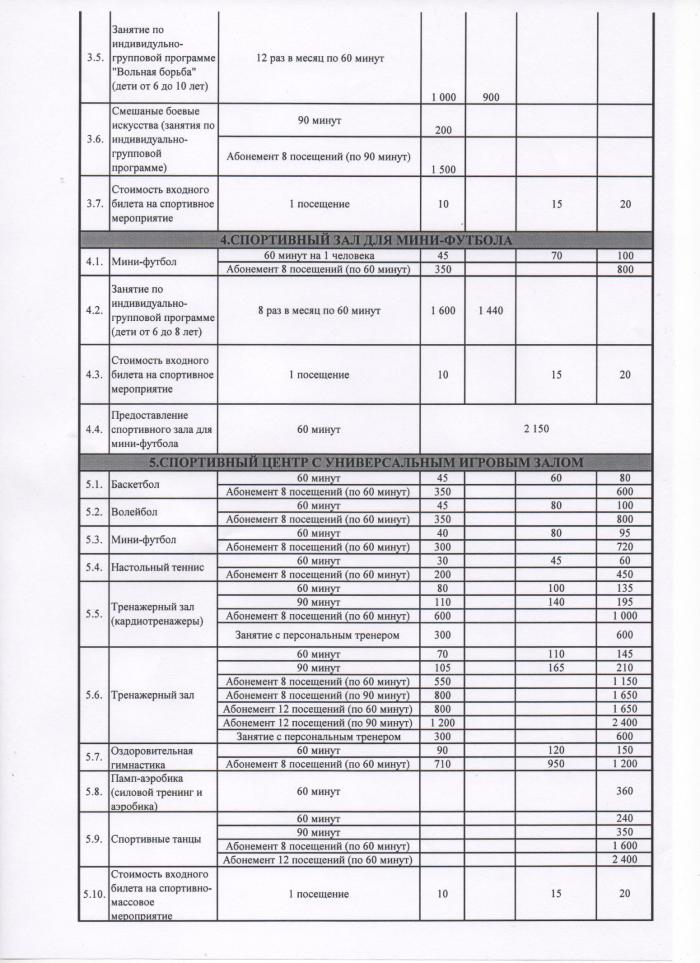 3.5. Занятие по
индивидульно-
групповой программе
"Вольная борьба"
(дети от 6 до 10 лет) 12 раз в месяц по 60 минут 1 000 900
3.6. Смешаные боевые
искусства (занятия по
индивидуально-
групповой
программе) 90 минут 200
Абонемент 8 посещений (по 90 минут) 1 500
3.7. Стоимость входного
билета на спортивное
мероприятие 1 посещение 10 15 20
4.СПОРТИВНЫЙ ЗАЛ ДЛЯ МИНИ-ФУТБОЛА
4.1. Мини-футбол 60 минут на 1 человека 45 70 100
Абонемент 8 посещений (по 60 минут) 350 800
4.2. Занятие по
индивидуально-
групповой программе
(дети от 6 до 8 лет) 8 раз в месяц по 60 минут 1 600 1 440
4.3. Стоимость входного
билета на спортивное
мероприятие 1 посещение 10 15 20
4.4. Предоставление
спортивного зала для
мини-футбола 60 минут 2 150
5.СПОРТИВНЫЙ ЦЕНТР С УНИВЕРСАЛЬНЫМ ИГРОВЫМ ЗАЛОМ
5.1. Баскетбол 60 минут 45 60 80
Абонемент 8 посещений (по 60 минут) 350 600
5.2. Волейбол 60 минут 45 80 100
Абонемент 8 посещений (по 60 минут) 350 800
5.3. Мини-футбол 60 минут 40 80 95
Абонемент 8 посещений (по 60 минут) 300 720
5.4. Настольный теннис 60 минут 30 45 60
Абонемент 8 посещений (по 60 минут) 200 450
5.5. Тренажерный зал
(кардиотренажеры) 60 минут 80 100 135
90 минут 110 140 195
Абонемент 8 посещений (по 60 минут) 600 1 000
Занятие с персональным тренером 300 600
5.6. Тренажерный зал 60 минут 70 110 145
90 минут 105 165 210
Абонемент 8 посещений (по 60 минут) 550 1 150
Абонемент 8 посещений (по 90 минут) 800 1 650
Абонемент 12 посещений (по 60 минут) 800 1 650
Абонемент 12 посещений (по 90 минут) 1 200 2 400
Занятие с персональным тренером 300 600
5.7. Оздоровительная
гимнастика 60 минут 90 120 150
Абонемент 8 посещений (по 60 минут) 710 950 1 200
5.8. Памп-аэробика
(силовой тренинг и
аэробика) 60 минут 360
5.9. Спортивные танцы 60 минут 240
90 минут 350
Абонемент 8 посещений (по 60 минут) 1 600
Абонемент 12 посещений (по 60 минут) 2 400
5.10. Стоимость входного
билета на спортивно-
массовое
мероприятие 1 посещение 10 15 20